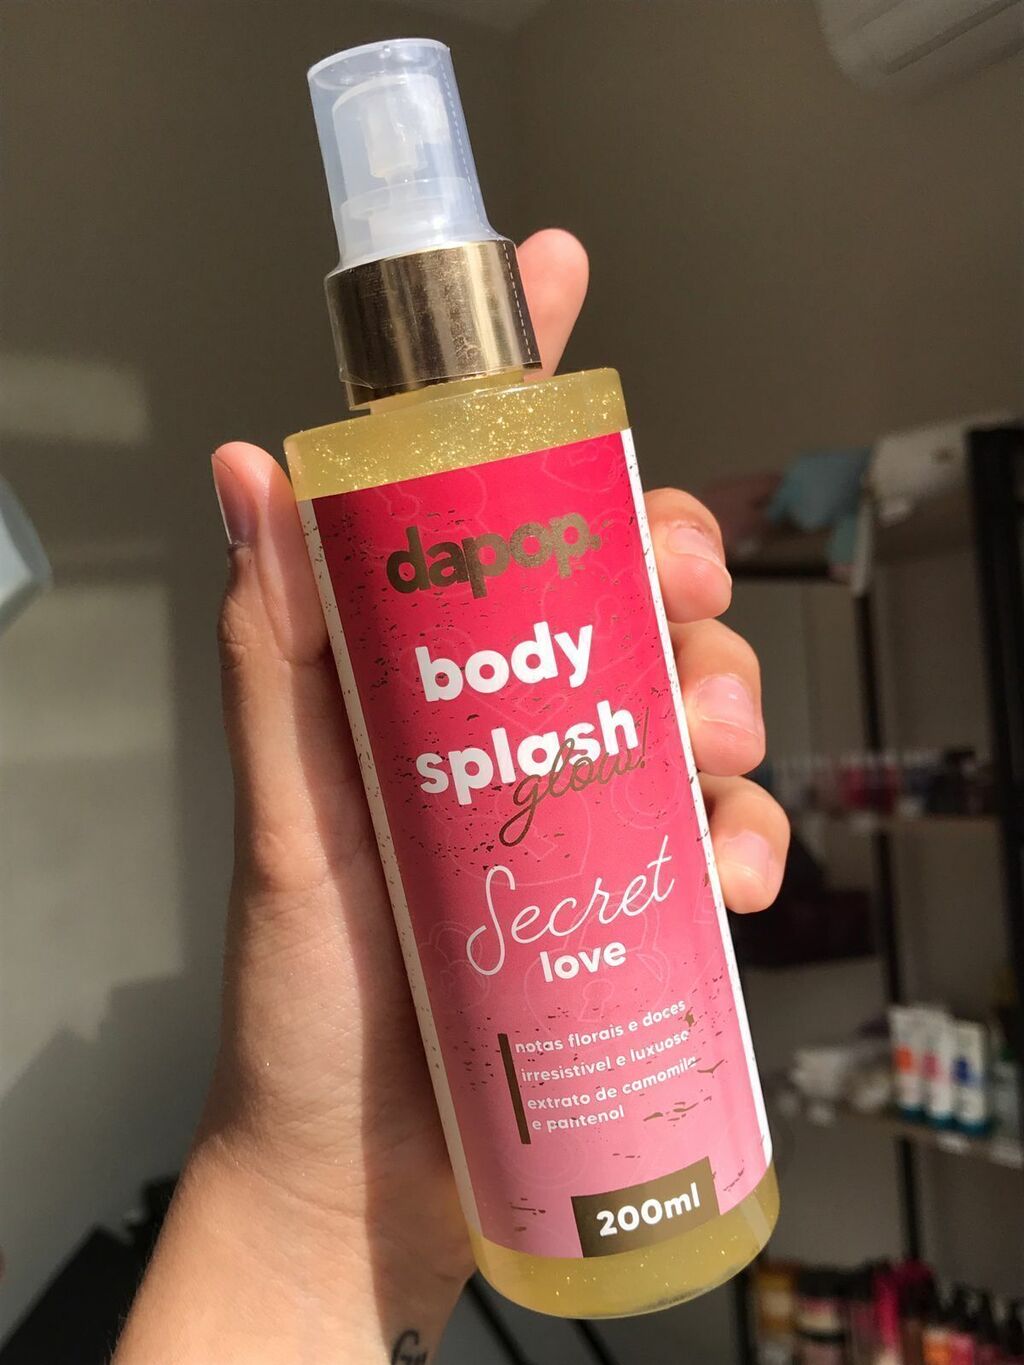 dapop.
body
splash
glow!
Secret
love
notas florais e doces
irresistível e luxuoso
extrato de camomila
e pantenol
200ml